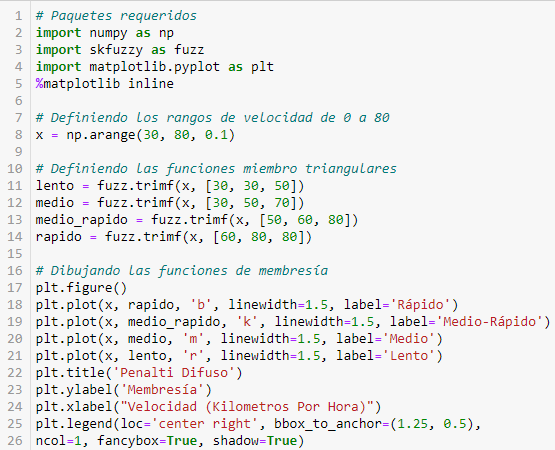 1 # Paquetes requeridos
2 import numpy as np
3 import skfuzzy as fuzz
4 import matplotlib.pyplot as plt
5 %matplotlib inline
6
7 # Definiendo los rangos de velocidad de 0 a 80
8 x = np.arange(30, 80, 0.1)
9
10 # Definiendo las funciones miembro triangulares
11 lento = fuzz.trimf(x, [30, 30, 50])
12 medio = fuzz.trimf(x, [30, 50, 70])
13 medio_rapido = fuzz.trimf(x, [50, 60, 80])
14 rapido = fuzz.trimf(x, [60, 80, 80])
15
16 # Dibujando las funciones de membresía
17 plt.figure()
18 plt.plot(x, rapido, 'b', linewidth=1.5, label='Rápido')
19 plt.plot(x, medio_rapido, 'k', linewidth=1.5, label='Medio-Rápido')
20 plt.plot(x, medio, 'm', linewidth=1.5, label='Medio')
21 plt.plot(x, lento, 'r', linewidth=1.5, label='Lento')
22 plt.title('Penalti Difuso')
23 plt.ylabel('Membresía')
24 plt.xlabel("Velocidad (Kilometros Por Hora)")
25 plt.legend(loc='center right', bbox_to_anchor=(1.25, 0.5),
26 ncol=1, fancybox=True, shadow=True)